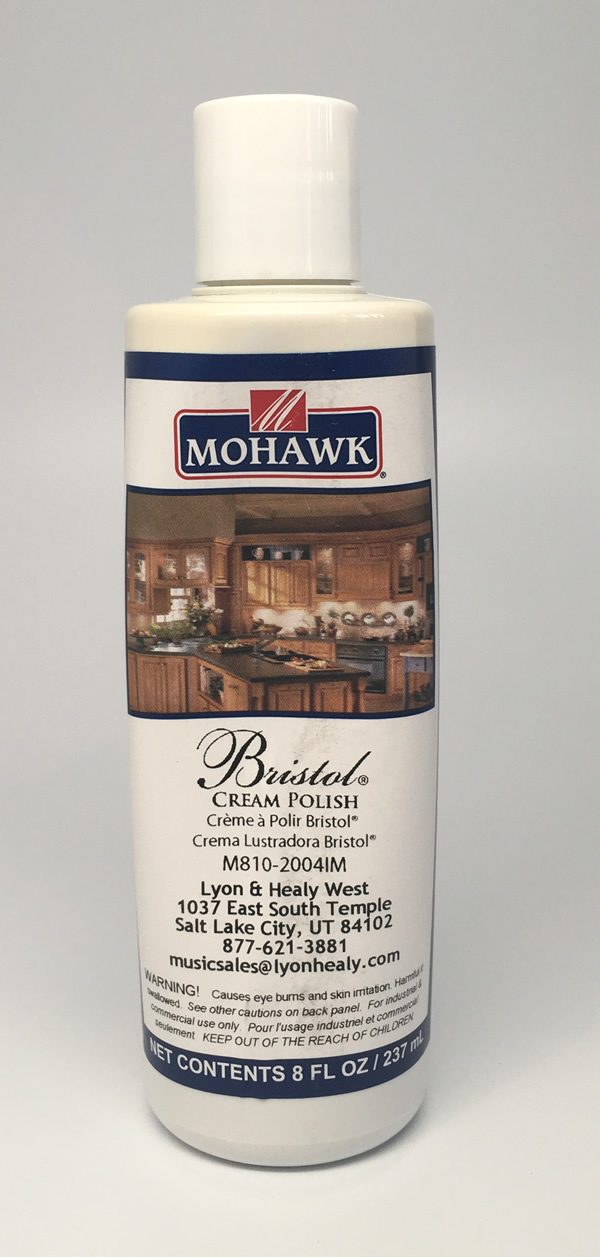 M
MOHAWK®
Bristol®
CREAM POLISH
Crème à Polir Bristol®
Crema Lustradora Bristol®
M810-2004IM
Lyon & Healy West
1037 East South Temple
Salt Lake City, UT 84102
877-621-3881
musicsales@lyonhealy.com
WARNING! Causes eye burns and skin irritation. Harmful if
swallowed. See other cautions on back panel. For industrial &
commercial use only. Pour l'usage industriel et commercial
seulement. KEEP OUT OF THE REACH OF CHILDREN.
NET CONTENTS 8 FL OZ / 237 mL